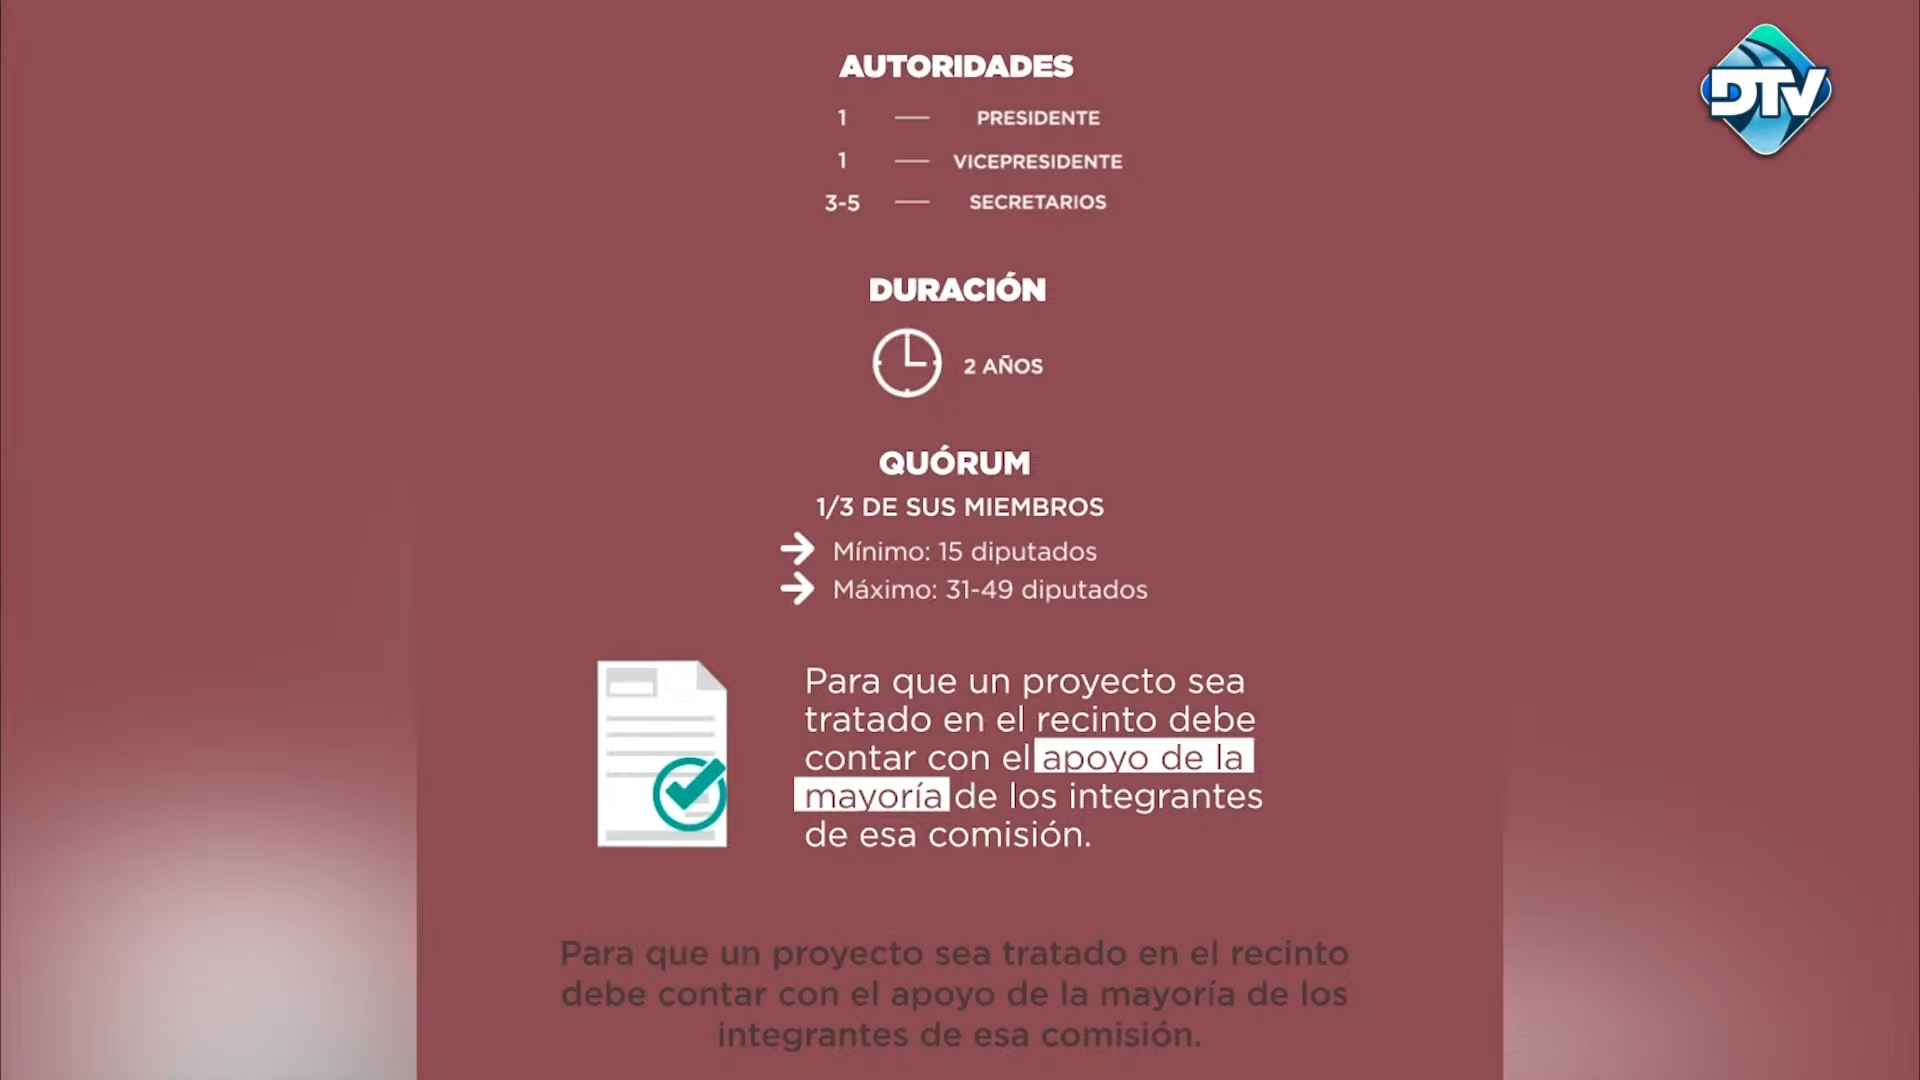 DTV
AUTORIDADES
1 — PRESIDENTE
1 — VICEPRESIDENTE
3-5 — SECRETARIOS
DURACIÓN
2 AÑOS
QUÓRUM
1/3 DE SUS MIEMBROS
Mínimo: 15 diputados
Máximo: 31-49 diputados
Para que un proyecto sea
tratado en el recinto debe
contar con el apoyo de la
mayoría de los integrantes
de esa comisión.
Para que un proyecto sea tratado en el recinto
debe contar con el apoyo de la mayoría de los
integrantes de esa comisión.